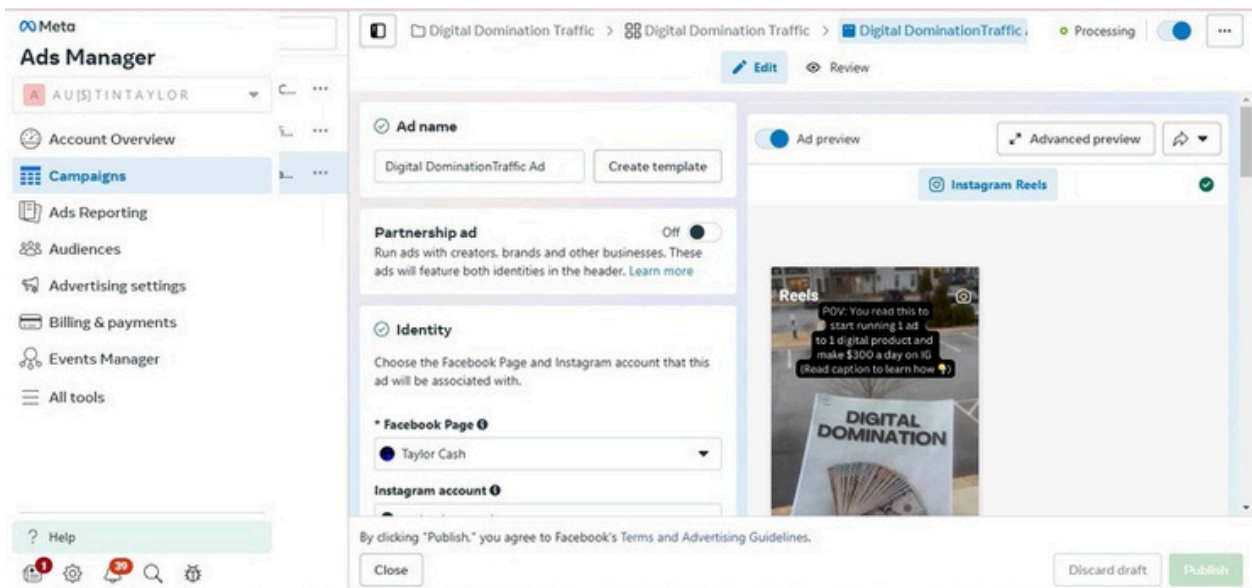 Meta
Ads Manager
A AU[S]TINTAYLOR
Account Overview
Campaigns
Ads Reporting
Audiences
Advertising settings
Billing & payments
Events Manager
All tools
? Help
1
39
C...
Digital Domination Traffic > Digital Domination Traffic > Digital DominationTraffic
Processing
Edit
Review
Ad name
Digital DominationTraffic Ad
Create template
Partnership ad
Off
Run ads with creators, brands and other businesses. These
ads will feature both identities in the header. Learn more
Identity
Choose the Facebook Page and Instagram account that this
ad will be associated with.
* Facebook Page
Taylor Cash
Instagram account
Ad preview
Advanced preview
Instagram Reels
Reels
POV: You read this to
start running 1 ad
to 1 digital product and
make $300 a day on IG
(Read caption to learn how 👇)
DIGITAL
DOMINATION
By clicking "Publish," you agree to Facebook's Terms and Advertising Guidelines.
Close
Discard draft
Publish